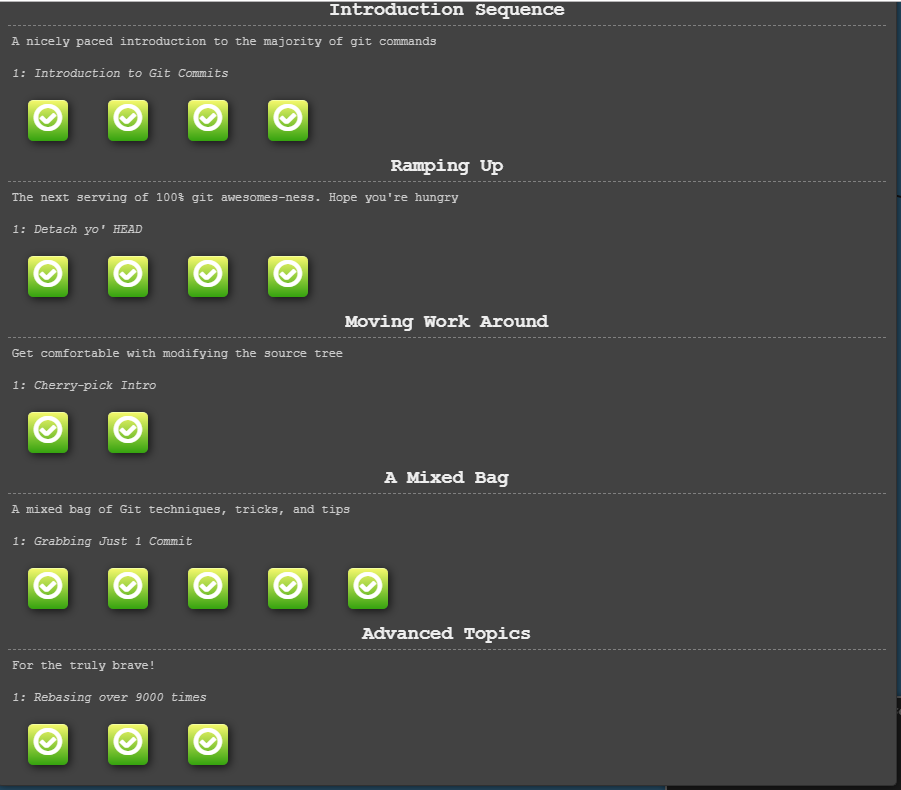 Introduction Sequence
A nicely paced introduction to the majority of git commands
1: Introduction to Git Commits
Ramping Up
The next serving of 100% git awesomes-ness. Hope you're hungry
1: Detach yo' HEAD
Moving Work Around
Get comfortable with modifying the source tree
1: Cherry-pick Intro
A Mixed Bag
A mixed bag of Git techniques, tricks, and tips
1: Grabbing Just 1 Commit
Advanced Topics
For the truly brave!
1: Rebasing over 9000 times